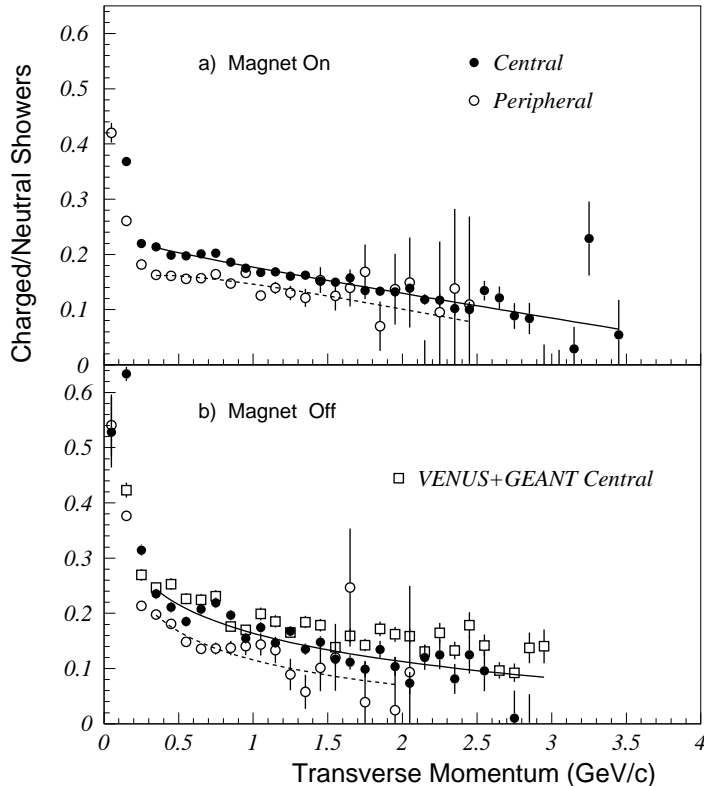 Charged/Neutral Showers
0.6
0.5
0.4
0.3
0.2
0.1
0
a) Magnet On
Central
Peripheral
0.6
0.5
0.4
0.3
0.2
0.1
0
b) Magnet Off
VENUS+GEANT Central
0 0.5 1 1.5 2 2.5 3 3.5 4
Transverse Momentum (GeV/c)